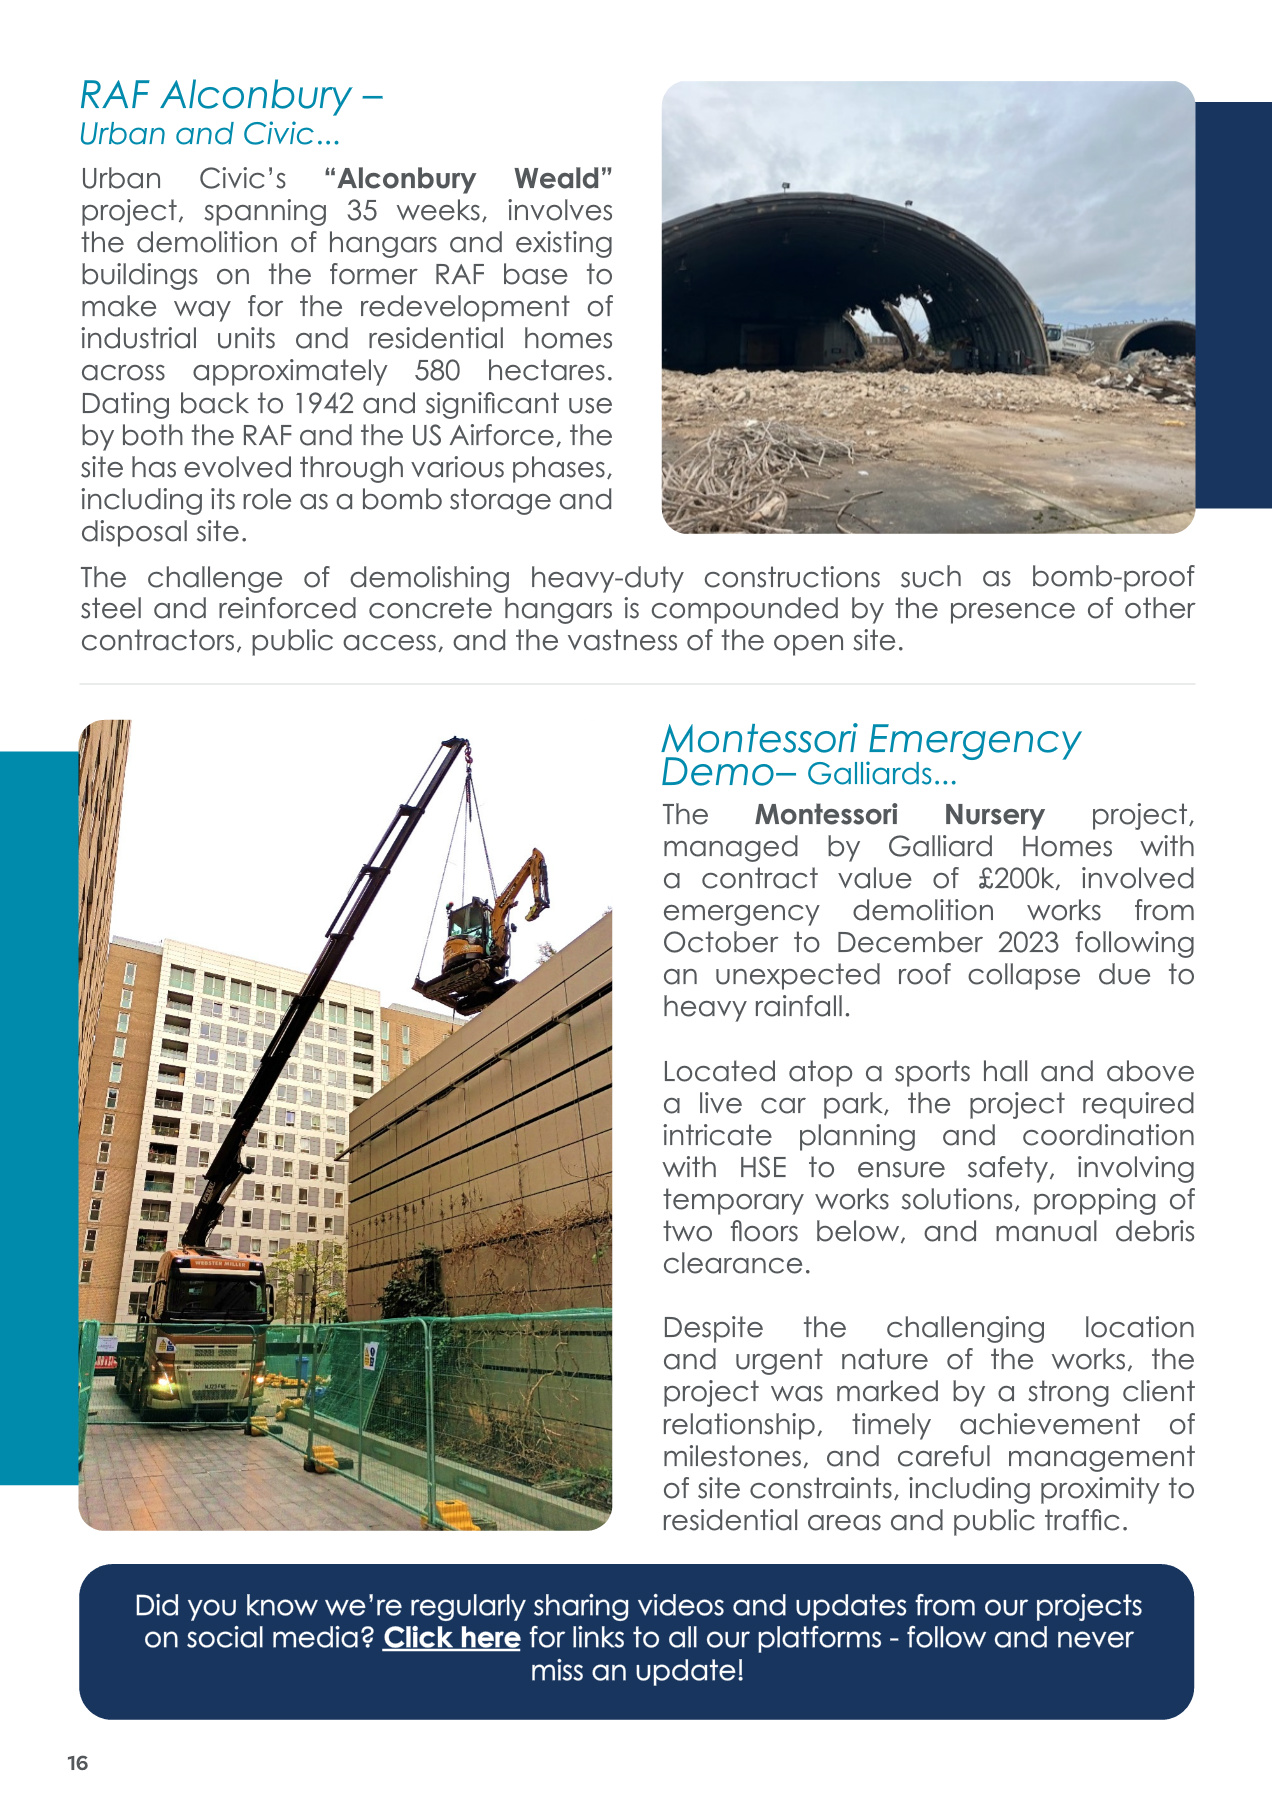 RAF Alconbury –
Urban and Civic...
Urban Civic’s “Alconbury Weald”
project, spanning 35 weeks, involves
the demolition of hangars and existing
buildings on the former RAF base to
make way for the redevelopment of
industrial units and residential homes
across approximately 580 hectares.
Dating back to 1942 and significant use
by both the RAF and the US Airforce, the
site has evolved through various phases,
including its role as a bomb storage and
disposal site.
The challenge of demolishing heavy-duty constructions such as bomb-proof
steel and reinforced concrete hangars is compounded by the presence of other
contractors, public access, and the vastness of the open site.
Montessori Emergency
Demo– Galliards...
The Montessori Nursery project,
managed by Galliard Homes with
a contract value of £200k, involved
emergency demolition works from
October to December 2023 following
an unexpected roof collapse due to
heavy rainfall.
Located atop a sports hall and above
a live car park, the project required
intricate planning and coordination
with HSE to ensure safety, involving
temporary works solutions, propping of
two floors below, and manual debris
clearance.
Despite the challenging location
and urgent nature of the works, the
project was marked by a strong client
relationship, timely achievement of
milestones, and careful management
of site constraints, including proximity to
residential areas and public traffic.
WEBSTER MILLER
Did you know we’re regularly sharing videos and updates from our projects
on social media? Click here for links to all our platforms - follow and never
miss an update!
16